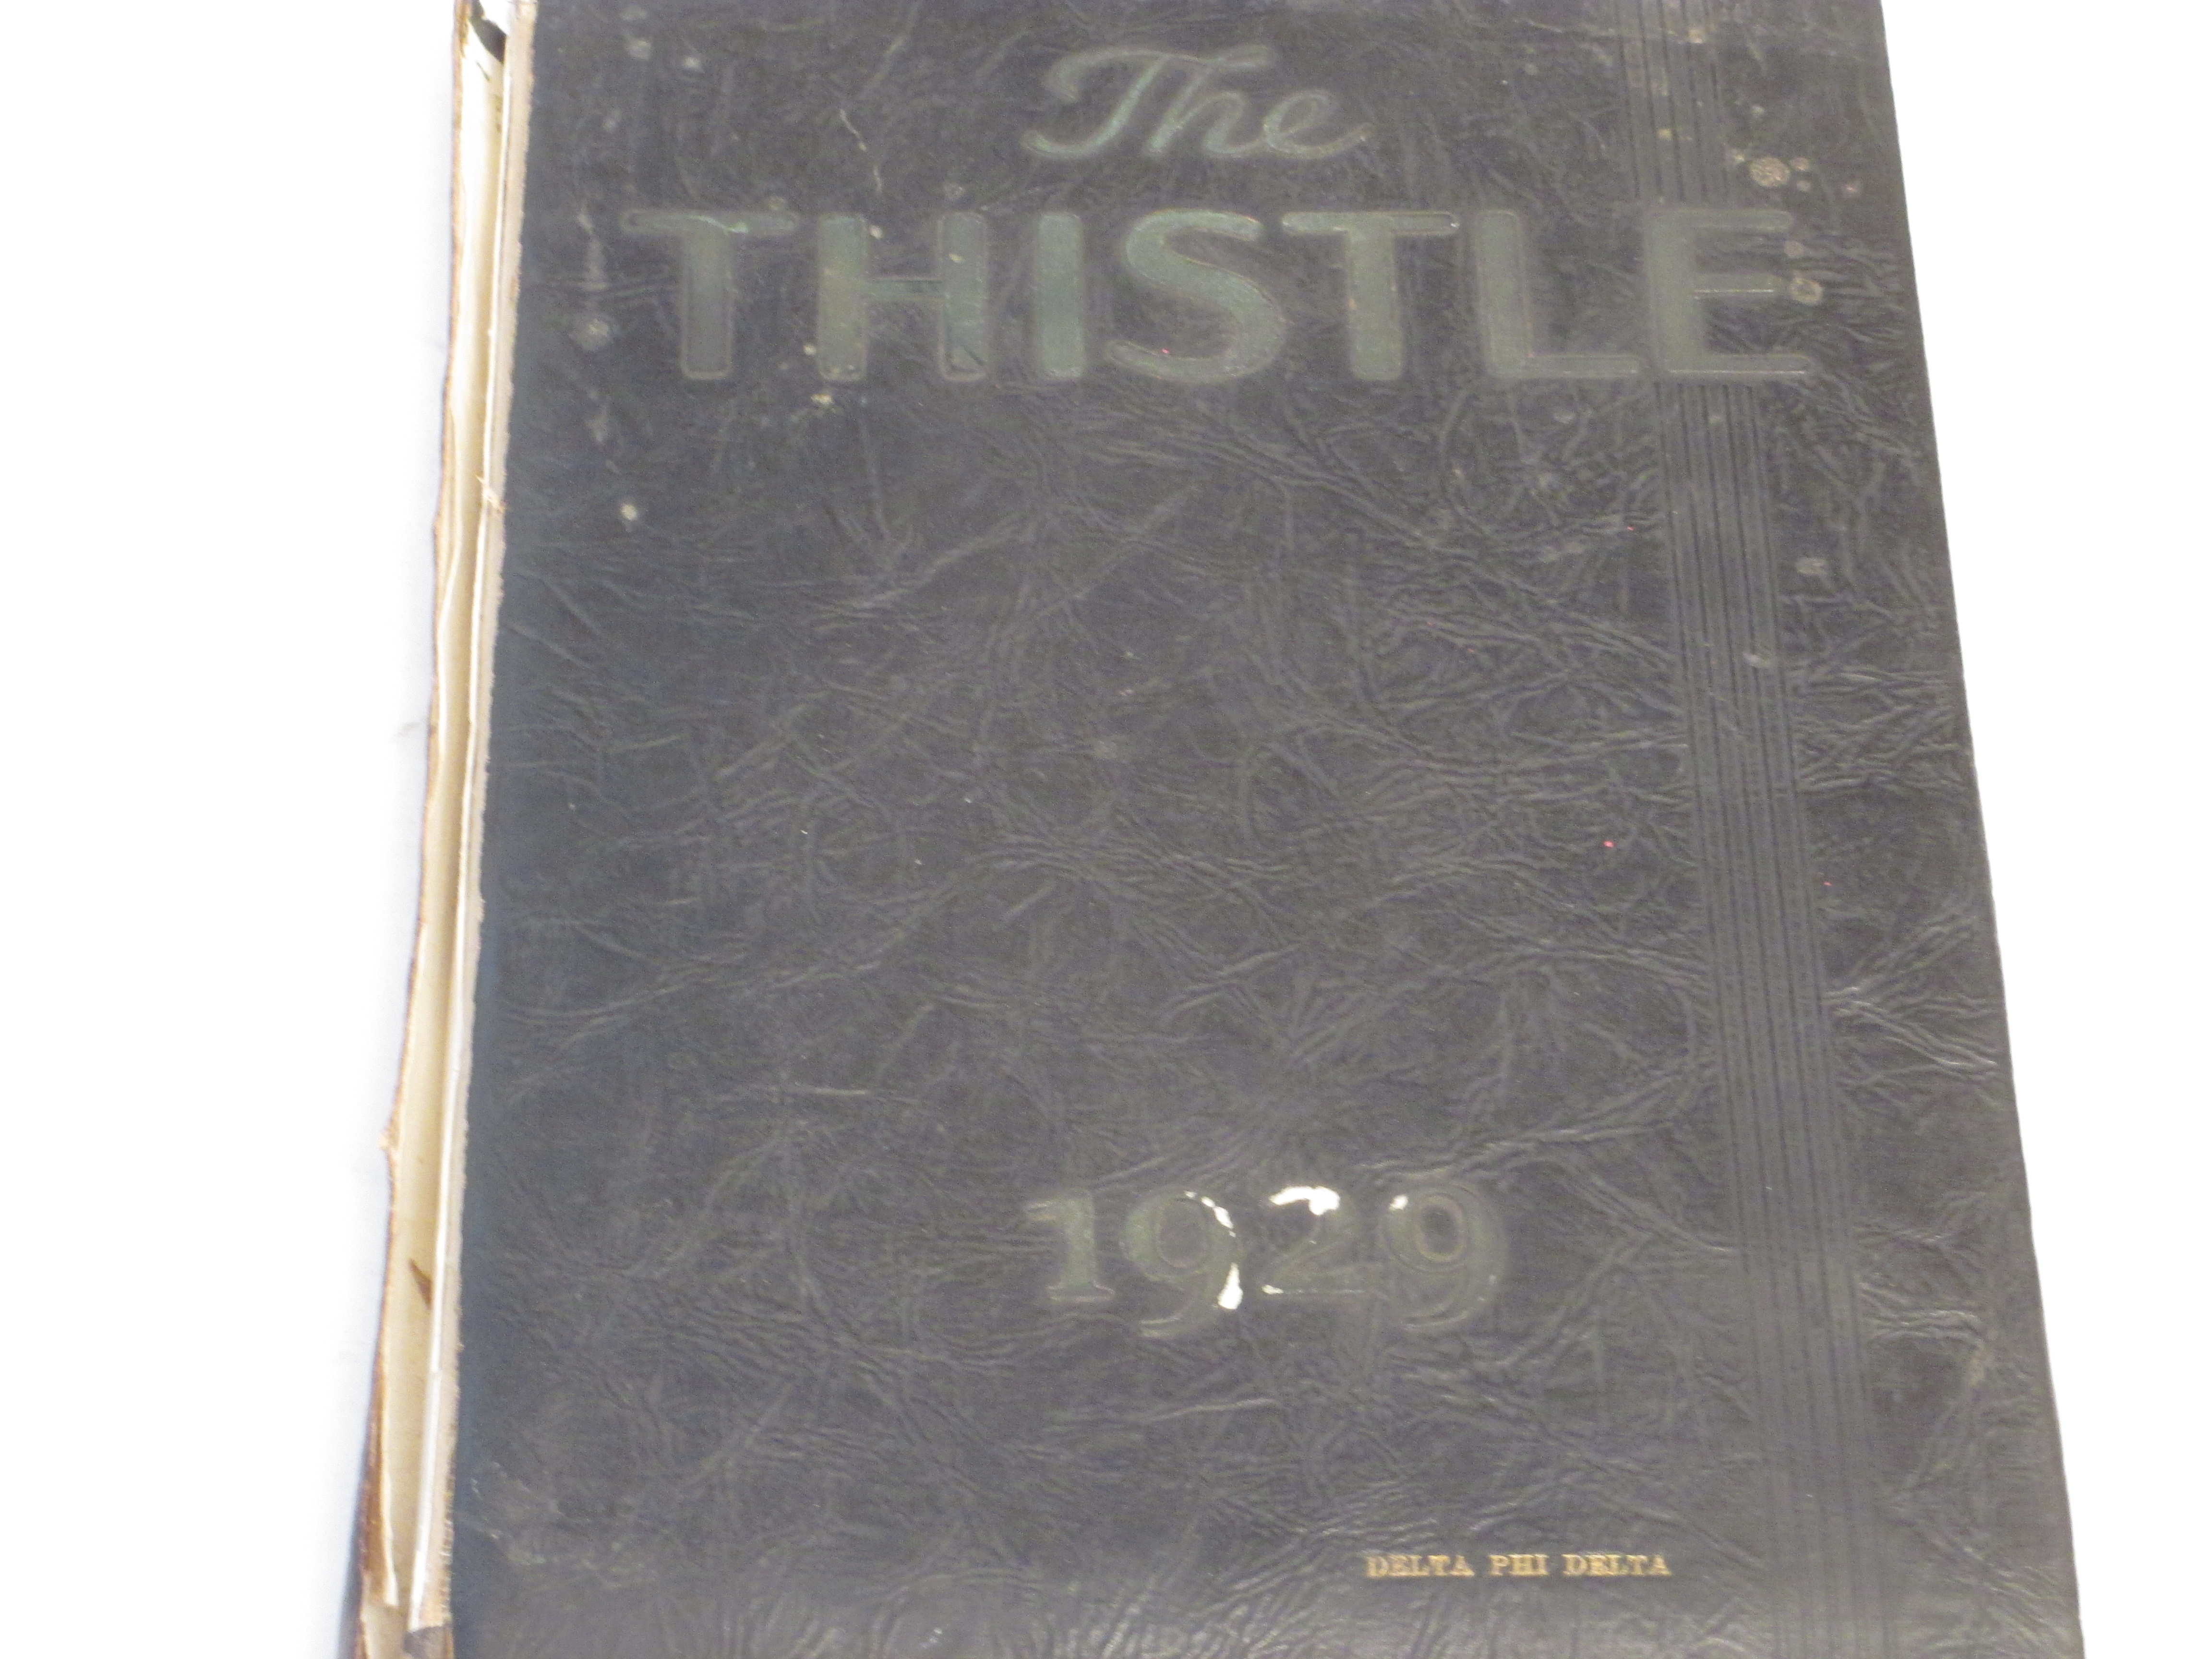 The
THISTLE
1929
DELTA PHI DELTA